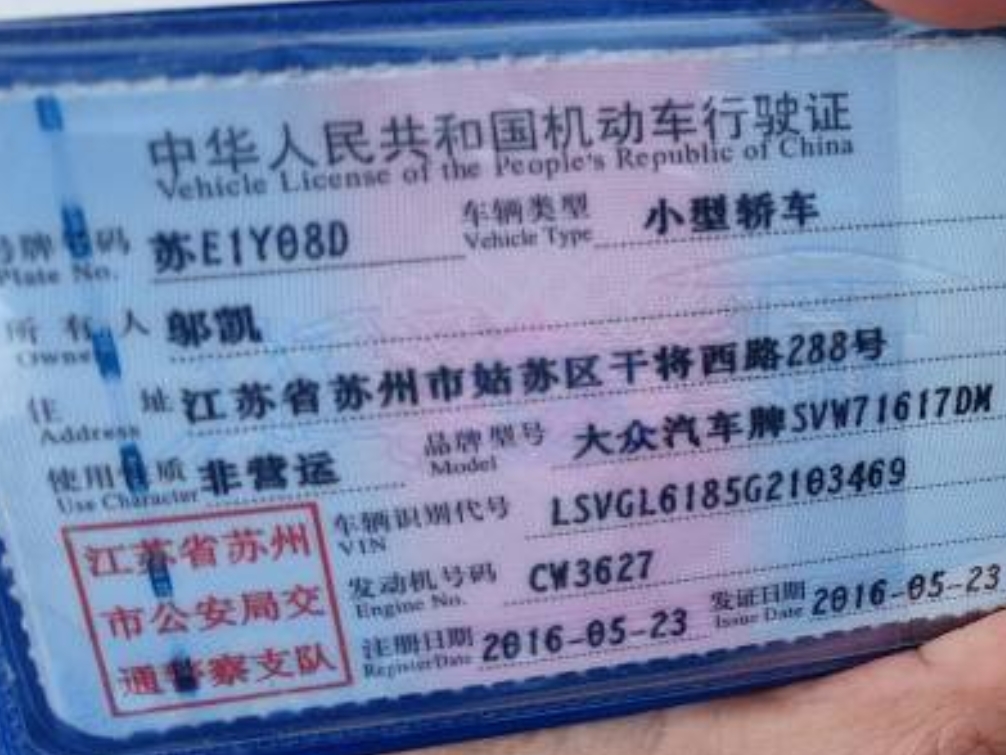 中华人民共和国机动车行驶证
Vehicle License of the People's Republic of China
号牌号码 苏E1Y08D 车辆类型 小型轿车
Plate No. Vehicle Type
所有人 邬凯
Owner
住址 江苏省苏州市姑苏区干将西路288号
Address
使用性质 非营运 品牌型号 大众汽车牌SVW71617DM
Use Character Model
车辆识别代号 LSVGL6185G2103469
VIN
发动机号码 CW3627
Engine No.
注册日期 2016-05-23 发证日期 2016-05-23
Register Date Issue Date
江苏省苏州
市公安局交
通警察支队